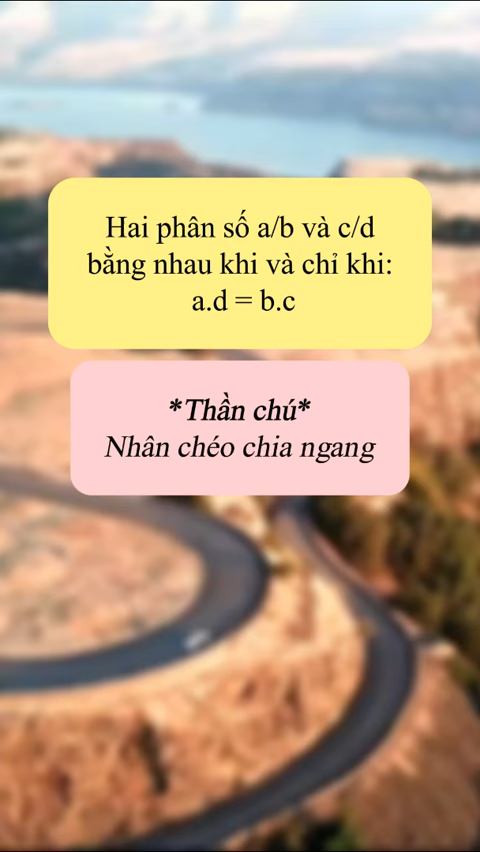 Hai phân số a/b và c/d
bằng nhau khi và chỉ khi:
a.d = b.c
*Thần chú*
Nhân chéo chia ngang